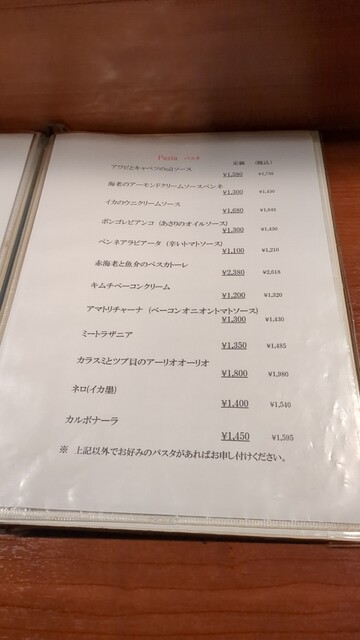 Pasta パスタ
定価 (税込)
アワビとキャベツのoilソース ¥1,580 ¥1,738
海老のアーモンドクリームソースペンネ ¥1,300 ¥1,430
イカのウニクリームソース ¥1,680 ¥1,848
ボンゴレビアンコ (あさりのオイルソース) ¥1,300 ¥1,430
ペンネアラビアータ (辛いトマトソース) ¥1,100 ¥1,210
赤海老と魚介のペスカトーレ ¥2,380 ¥2,618
キムチベーコンクリーム ¥1,200 ¥1,320
アマトリチャーナ (ベーコンオニオントマトソース) ¥1,300 ¥1,430
ミートラザニア ¥1,350 ¥1,485
カラスミとツブ貝のアーリオオーリオ ¥1,800 ¥1,980
ネロ(イカ墨) ¥1,400 ¥1,540
カルボナーラ ¥1,450 ¥1,595
※ 上記以外でお好みのパスタがあればお申し付けください。